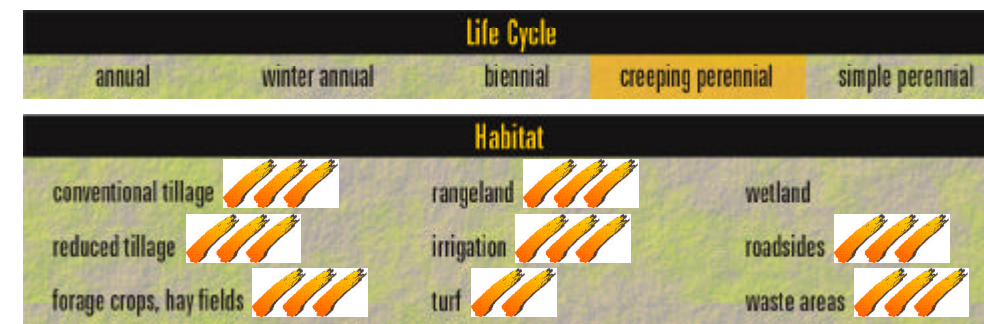 Life Cycle
annual winter annual biennial creeping perennial simple perennial
Habitat
conventional tillage rangeland wetland
reduced tillage irrigation roadsides
forage crops, hay fields turf waste areas